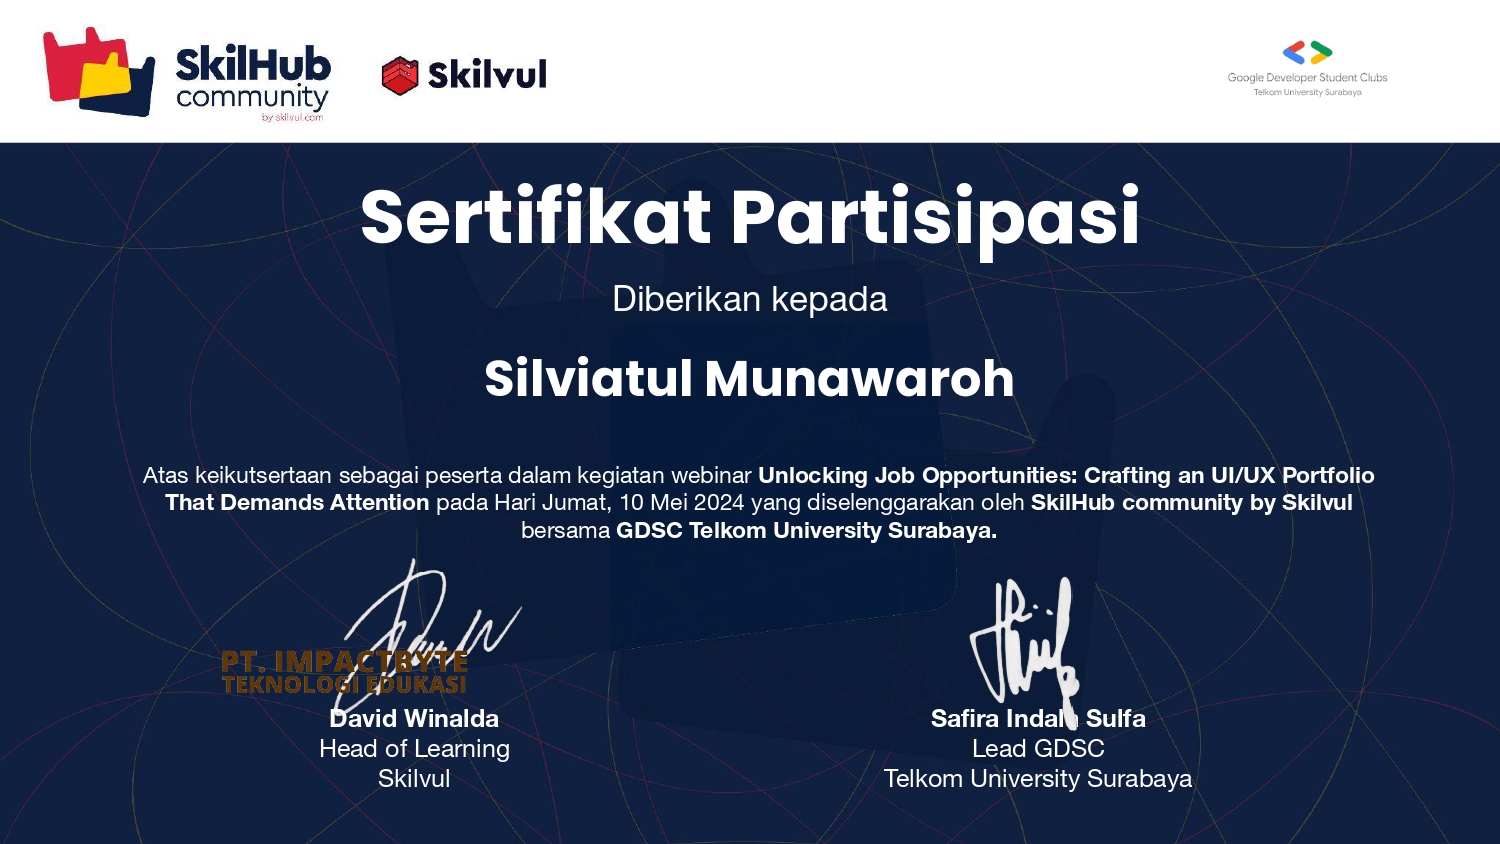 SkilHub
community
by skilvul.com
Skilvul
Google Developer Student Clubs
Telkom University Surabaya
Sertifikat Partisipasi
Diberikan kepada
Silviatul Munawaroh
Atas keikutsertaan sebagai peserta dalam kegiatan webinar Unlocking Job Opportunities: Crafting an UI/UX Portfolio
That Demands Attention pada Hari Jumat, 10 Mei 2024 yang diselenggarakan oleh SkilHub community by Skilvul
bersama GDSC Telkom University Surabaya.
PT. IMPACTBYTE
TEKNOLOGI EDUKASI
David Winalda
Head of Learning
Skilvul
Safira Indah Sulfa
Lead GDSC
Telkom University Surabaya